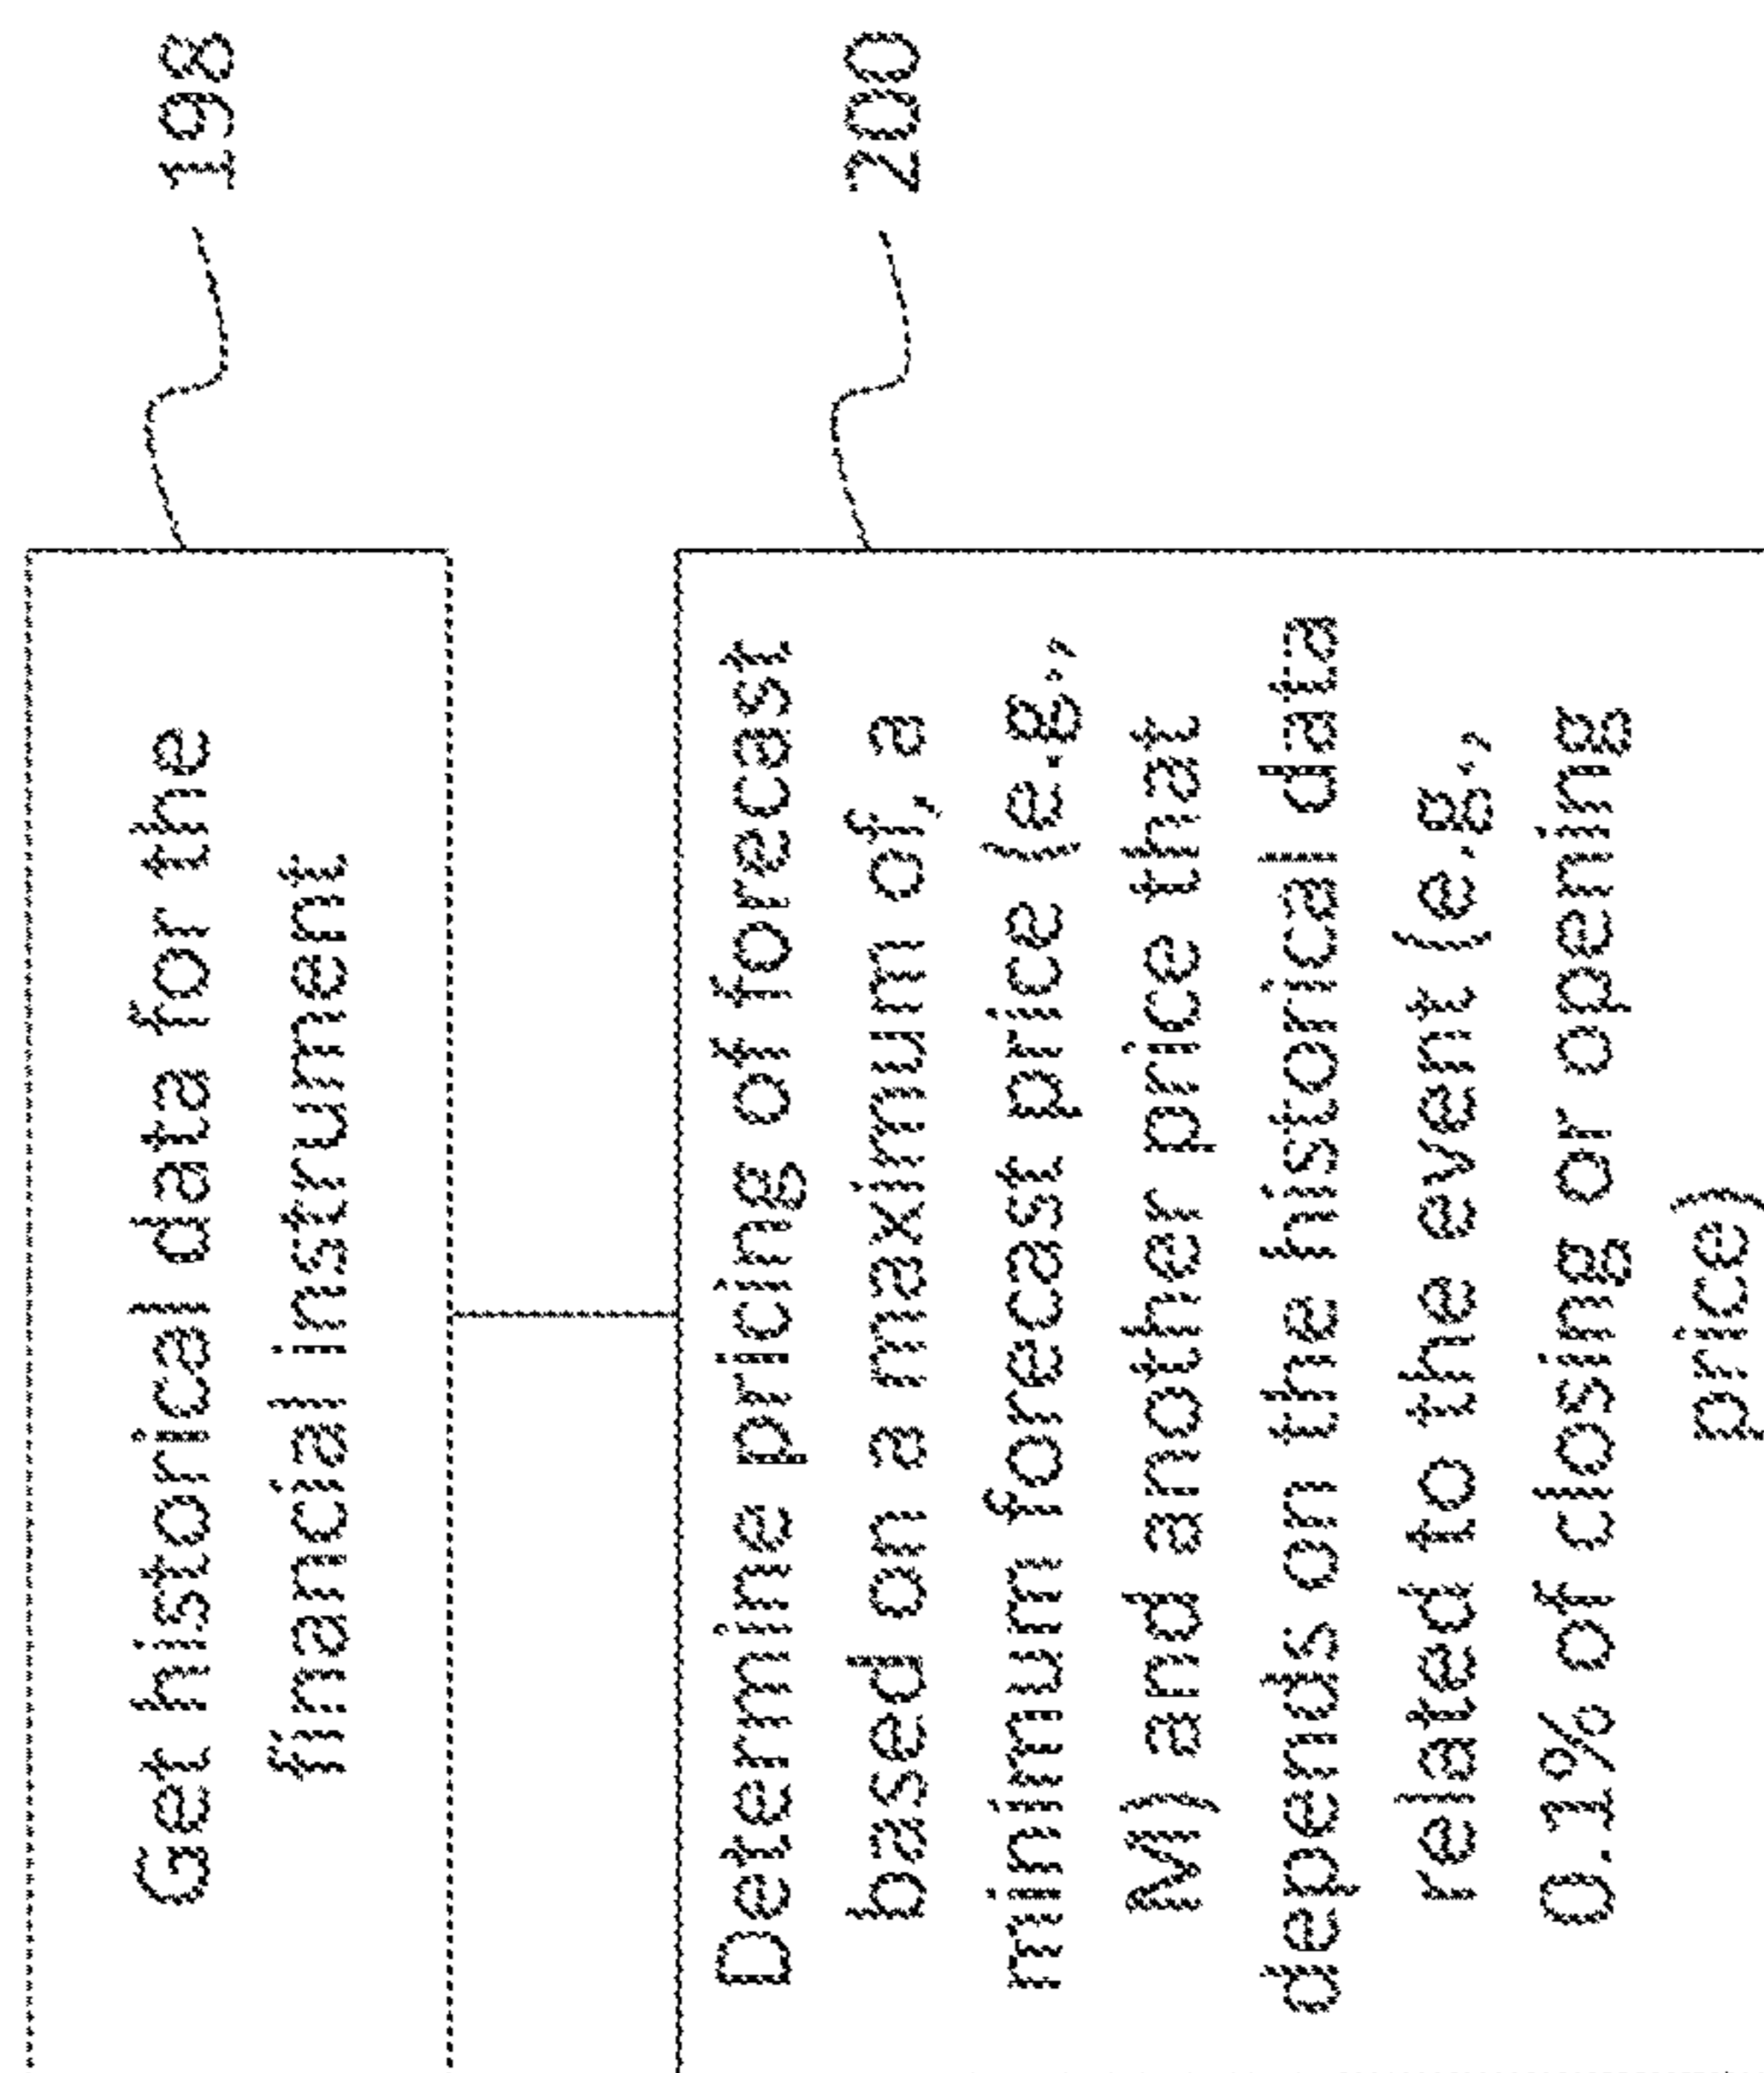 Get historical data for the
financial instrument
198
Determine pricing of forecast
based on a maximum of, a
minimum forecast price (e.g.,
M) and another price that
depends on the historical data
related to the event (e.g.,
0.1% of closing or opening
price)
200